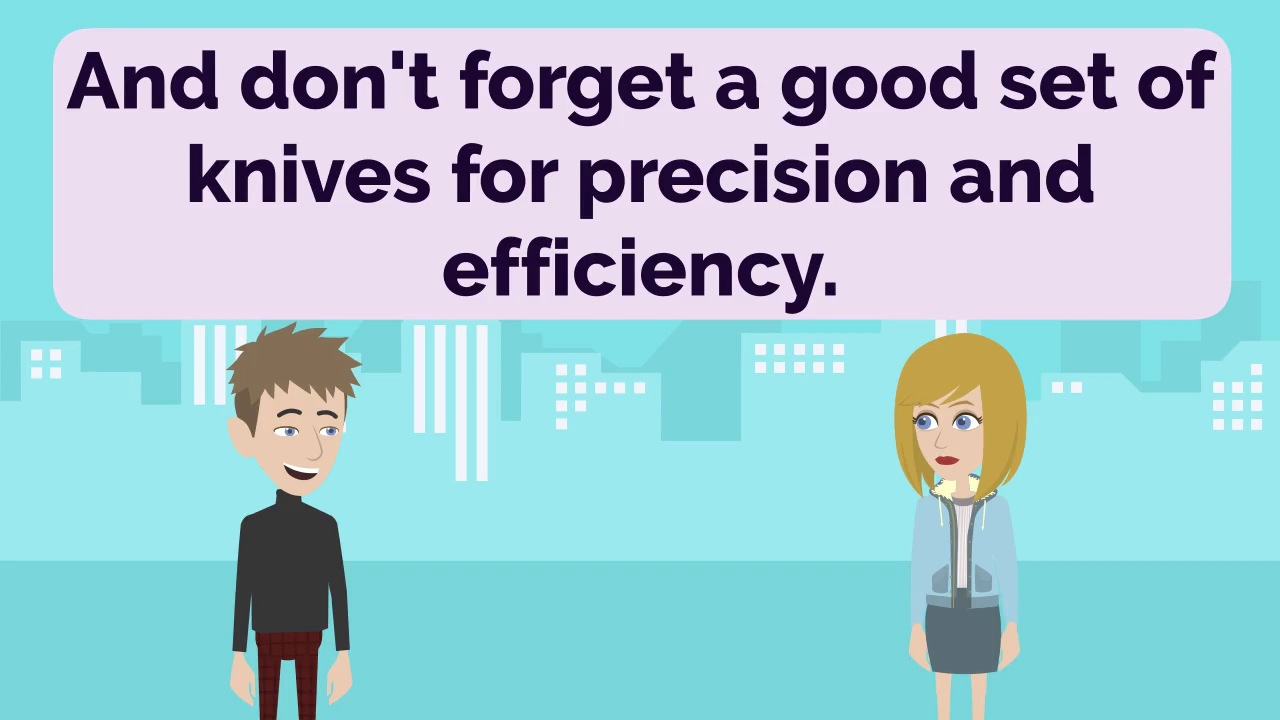 And don't forget a good set of
knives for precision and
efficiency.